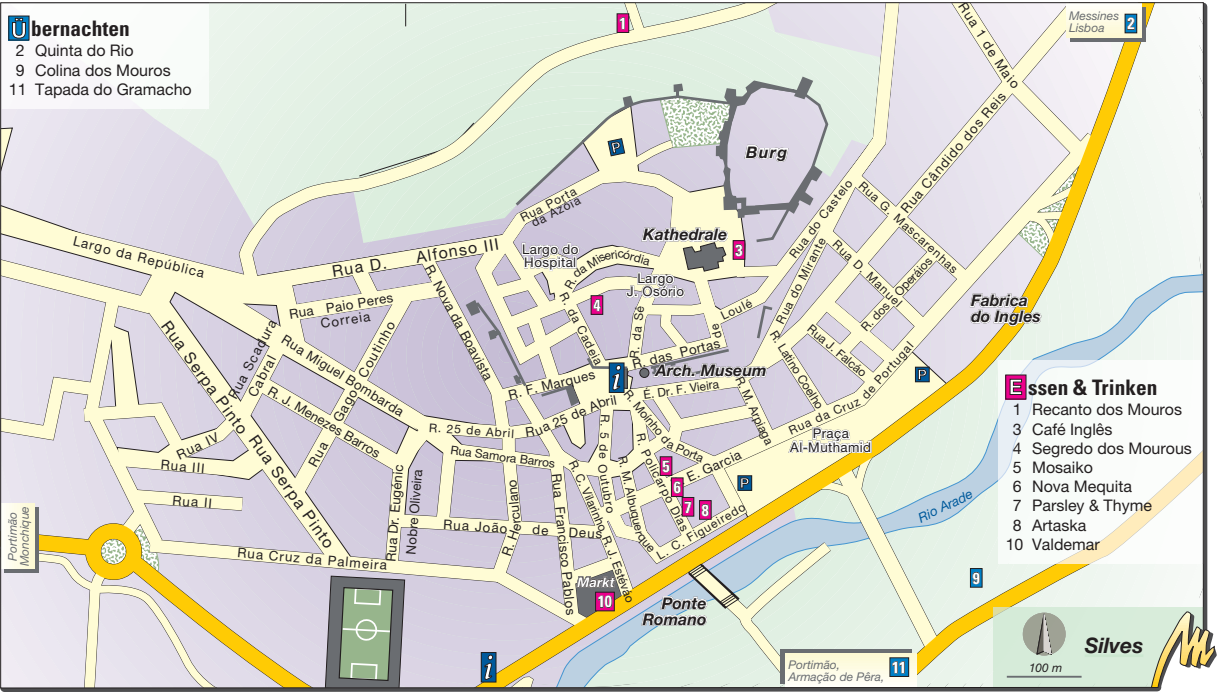 Übernachten
2 Quinta do Rio
9 Colina dos Mouros
11 Tapada do Gramacho
1
Messines
Lisboa
2
Rua 1 de Maio
Rua Cândido dos Reis
P
Burg
Rua Porta
da Azóia
Rua do Castelo
Rua G. Mascarenhas
Kathedrale
3
Largo da República
Rua D. Alfonso III
Largo do
Hospital
R. da Misericórdia
Rua do Mirante
Rua D. Mandel
R. dos Operáios
Largo
J. Osório
Rua Paio Peres
Correia
R. Nova da Boavista
4
R. da Cadeia
R. da Sé
Loulé
de
Fabrica
do Ingles
Rua Serpa Pinto
Rua Scadura
Cabral
Rua Miguel Bombarda
Rua Gago Coutinho
R. das Portas
R. Latino Coelho
Rua J. Falcão
Rua da Cruz de Portugal
P
R. F. Marques
i
Arch. Museum
E. Dr. F. Vieira
R. M. Apiaga
Essen & Trinken
1 Recanto dos Mouros
3 Café Inglês
4 Segredo dos Mourous
5 Mosaiko
6 Nova Mequita
7 Parsley & Thyme
8 Artaska
10 Valdemar
R. J. Menezes Barros
R. 25 de Abril
Rua 25 de Abril
R. Moinho da Porta
Praça
Al-Muthamid
Rua IV
Rua III
Rua II
Rua Serpa Pinto
Rua Samora Barros
R. C. Vilarinho
R. 5 de Outubro
R. M. Albuquerque
R. Policarpo Dias
E. Garcia
5
6
7
8
P
Rua Dr. Eugénic
Nobre Oliveira
R. Herculano
Rua Francisco Pablos
Rua João de Deus
R. J. Estévão
L. C. Figueiredo
Rio Arade
Portimão
Monchique
Rua Cruz da Palmeira
Markt
10
Ponte
Romano
9
i
Portimão,
Armação de Pêra,
11
100 m
Silves